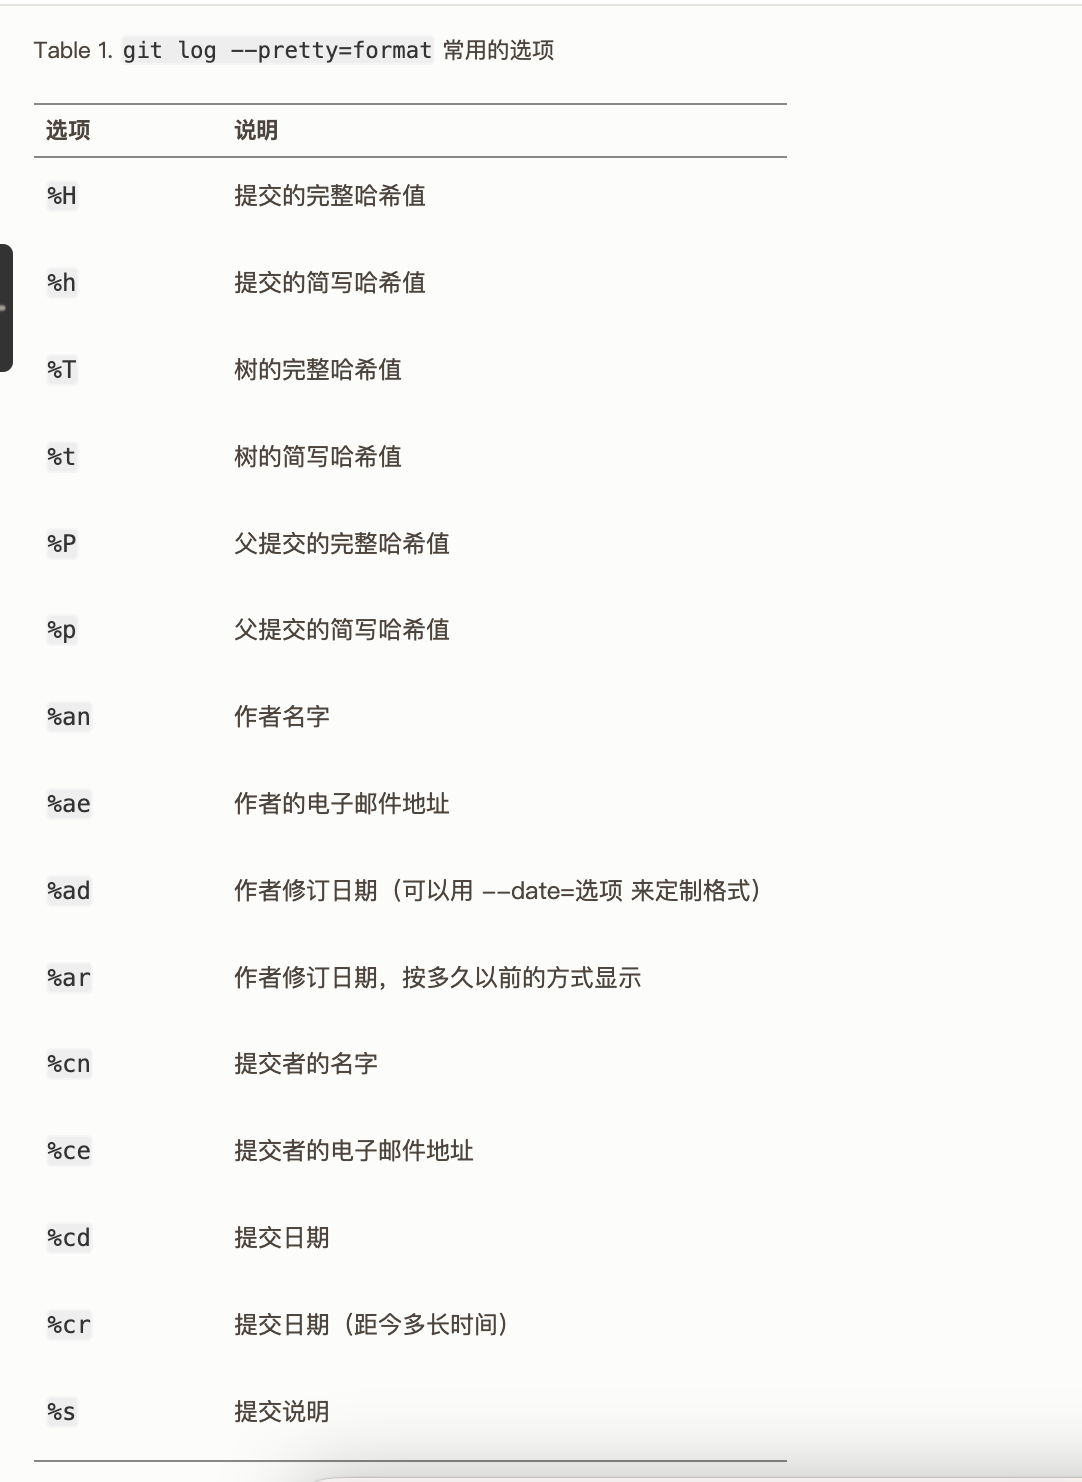 Table 1. git log --pretty=format 常用的选项
选项 说明
%H 提交的完整哈希值
%h 提交的简写哈希值
%T 树的完整哈希值
%t 树的简写哈希值
%P 父提交的完整哈希值
%p 父提交的简写哈希值
%an 作者名字
%ae 作者的电子邮件地址
%ad 作者修订日期（可以用 --date=选项 来定制格式）
%ar 作者修订日期，按多久以前的方式显示
%cn 提交者的名字
%ce 提交者的电子邮件地址
%cd 提交日期
%cr 提交日期（距今多长时间）
%s 提交说明